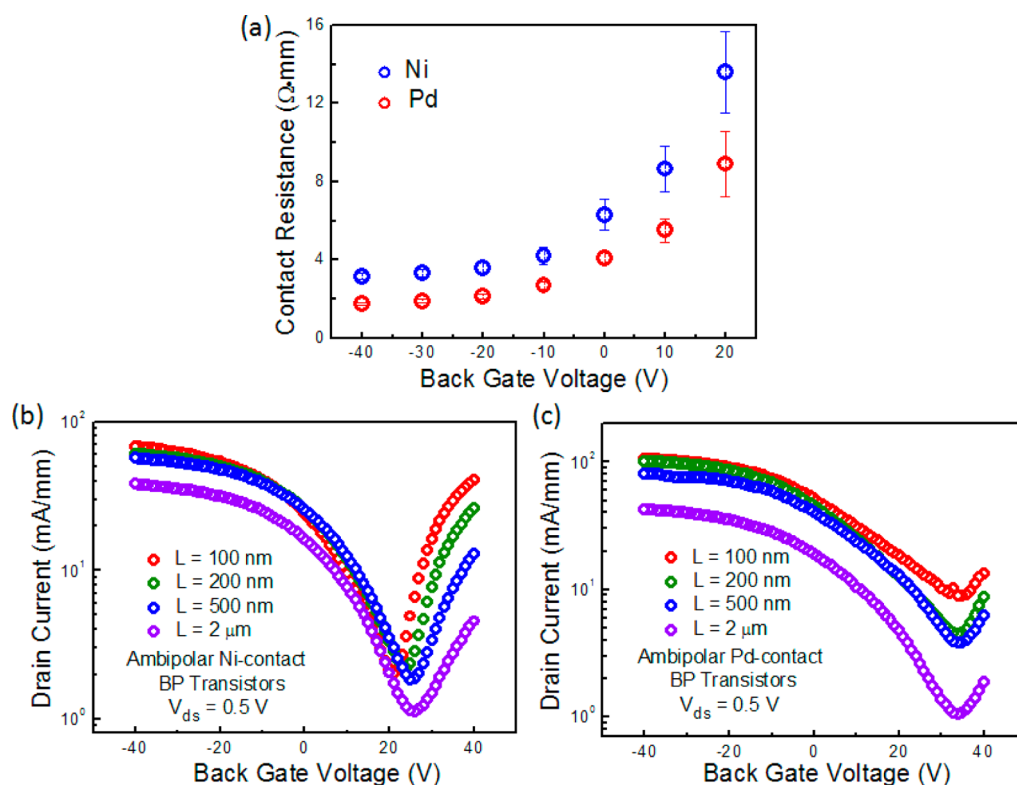 (a)
Contact Resistance (Ω·mm)
16
12
8
4
0
Ni
Pd
-40 -30 -20 -10 0 10 20
Back Gate Voltage (V)
(b)
Drain Current (mA/mm)
10²
10¹
10⁰
L = 100 nm
L = 200 nm
L = 500 nm
L = 2 μm
Ambipolar Ni-contact
BP Transistors
V_ds = 0.5 V
-40 -20 0 20 40
Back Gate Voltage (V)
(c)
Drain Current (mA/mm)
10²
10¹
10⁰
L = 100 nm
L = 200 nm
L = 500 nm
L = 2 μm
Ambipolar Pd-contact
BP Transistors
V_ds = 0.5 V
-40 -20 0 20 40
Back Gate Voltage (V)